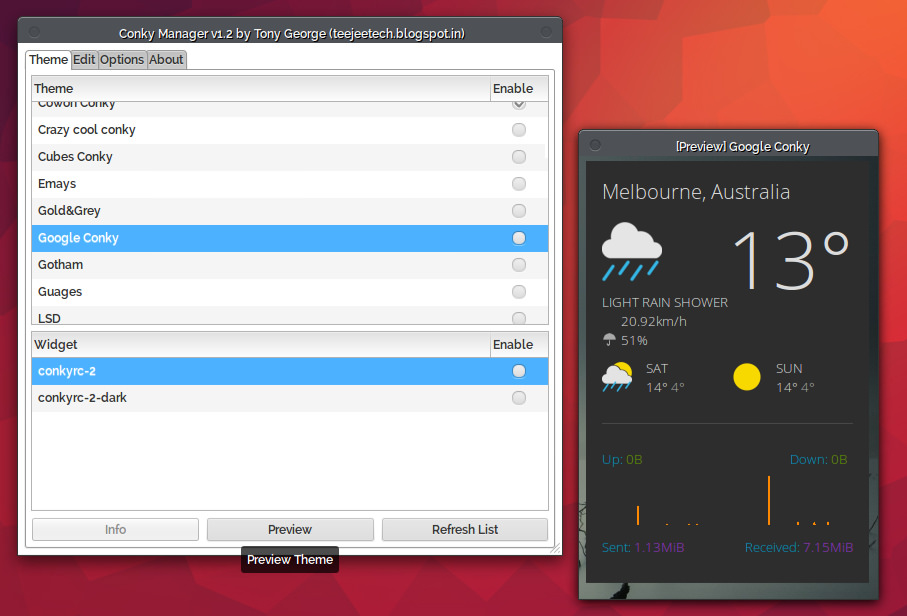 Conky Manager v1.2 by Tony George (teejeetech.blogspot.in)
Theme Edit Options About
Theme Enable
Cowon Conky
Crazy cool conky
Cubes Conky
Emays
Gold&Grey
Google Conky
Gotham
Guages
LSD
Widget Enable
conkyrc-2
conkyrc-2-dark
Info Preview Refresh List
Preview Theme
[Preview] Google Conky
Melbourne, Australia
13°
LIGHT RAIN SHOWER
20.92km/h
51%
SAT SUN
14° 4° 14° 4°
Up: 0B Down: 0B
Sent: 1.13MiB Received: 7.15MiB